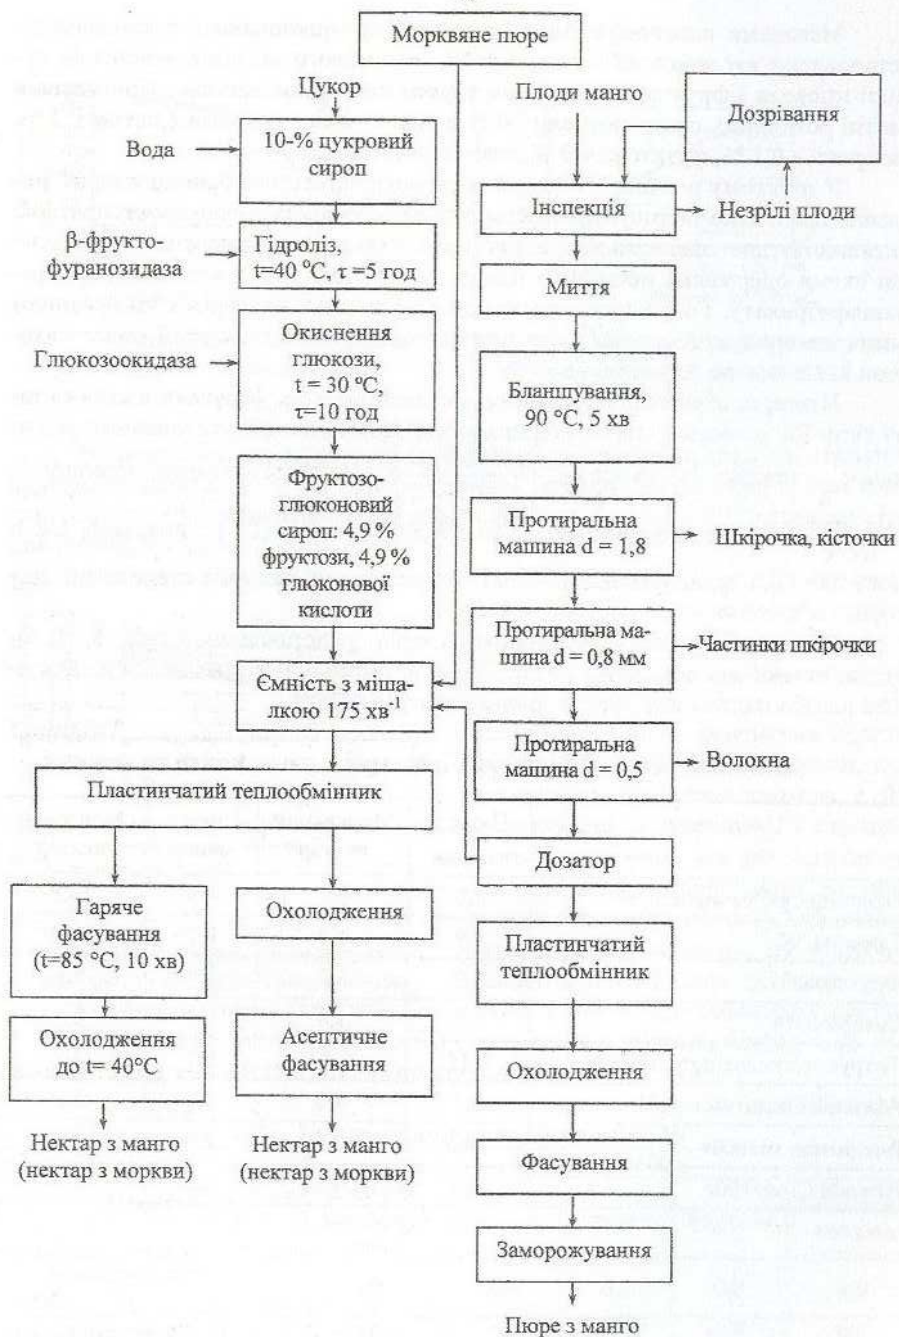 Морквяне пюре
Цукор
Вода
10-% цукровий
сироп
β-фрукто-
фуранозидаза
Гідроліз,
t=40 °C, τ =5 год
Глюкозоокидаза
Окиснення
глюкози,
t = 30 °C,
τ=10 год
Фруктозо-
глюконовий
сироп: 4,9 %
фруктози, 4,9 %
глюконової
кислоти
Ємність з міша-
лкою 175 хв⁻¹
Пластинчатий теплообмінник
Гаряче
фасування
(t=85 °C, 10 хв)
Охолодження
до t= 40°C
Нектар з манго
(нектар з моркви)
Охолодження
Асептичне
фасування
Нектар з манго
(нектар з моркви)
Плоди манго
Дозрівання
Інспекція
Незрілі плоди
Миття
Бланшування,
90 °C, 5 хв
Протиральна
машина d = 1,8
Шкірочка, кісточки
Протиральна ма-
шина d = 0,8 мм
Частинки шкірочки
Протиральна
машина d = 0,5
Волокна
Дозатор
Пластинчатий
теплообмінник
Охолодження
Фасування
Заморожування
Пюре з манго